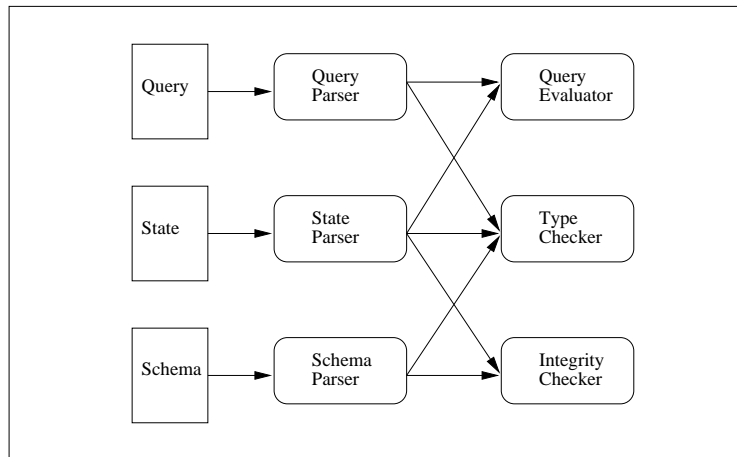 Query
Query
Parser
Query
Evaluator
State
State
Parser
Type
Checker
Schema
Schema
Parser
Integrity
Checker